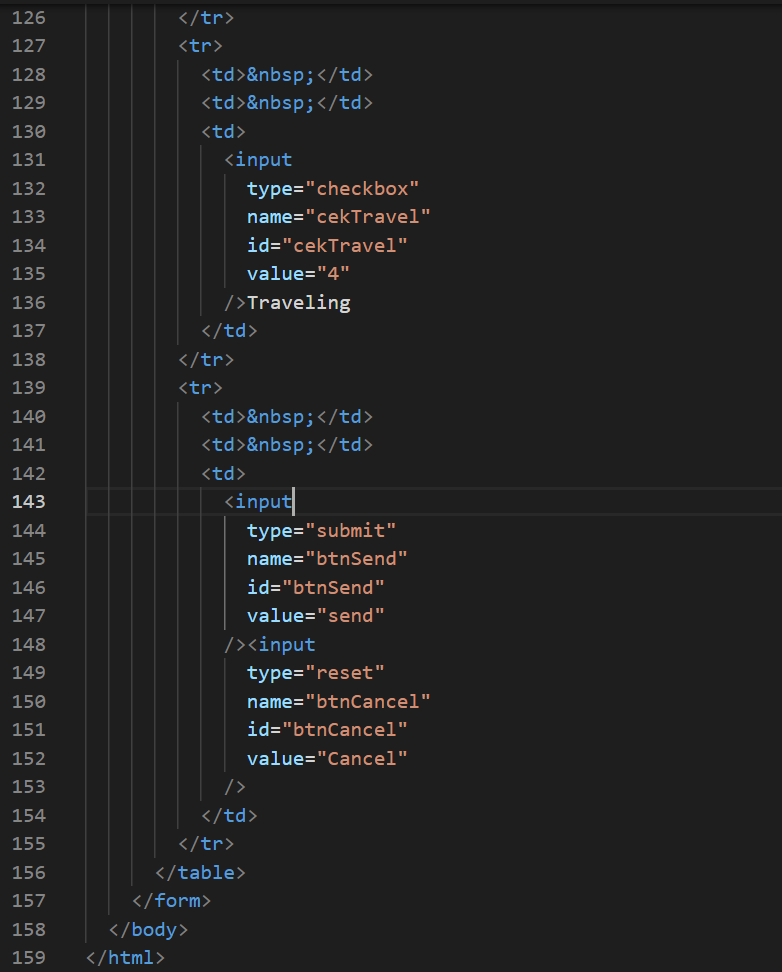 126 </tr>
127 <tr>
128 <td>&nbsp;</td>
129 <td>&nbsp;</td>
130 <td>
131 <input
132 type="checkbox"
133 name="cekTravel"
134 id="cekTravel"
135 value="4"
136 />Traveling
137 </td>
138 </tr>
139 <tr>
140 <td>&nbsp;</td>
141 <td>&nbsp;</td>
142 <td>
143 <input
144 type="submit"
145 name="btnSend"
146 id="btnSend"
147 value="send"
148 /><input
149 type="reset"
150 name="btnCancel"
151 id="btnCancel"
152 value="Cancel"
153 />
154 </td>
155 </tr>
156 </table>
157 </form>
158 </body>
159 </html>